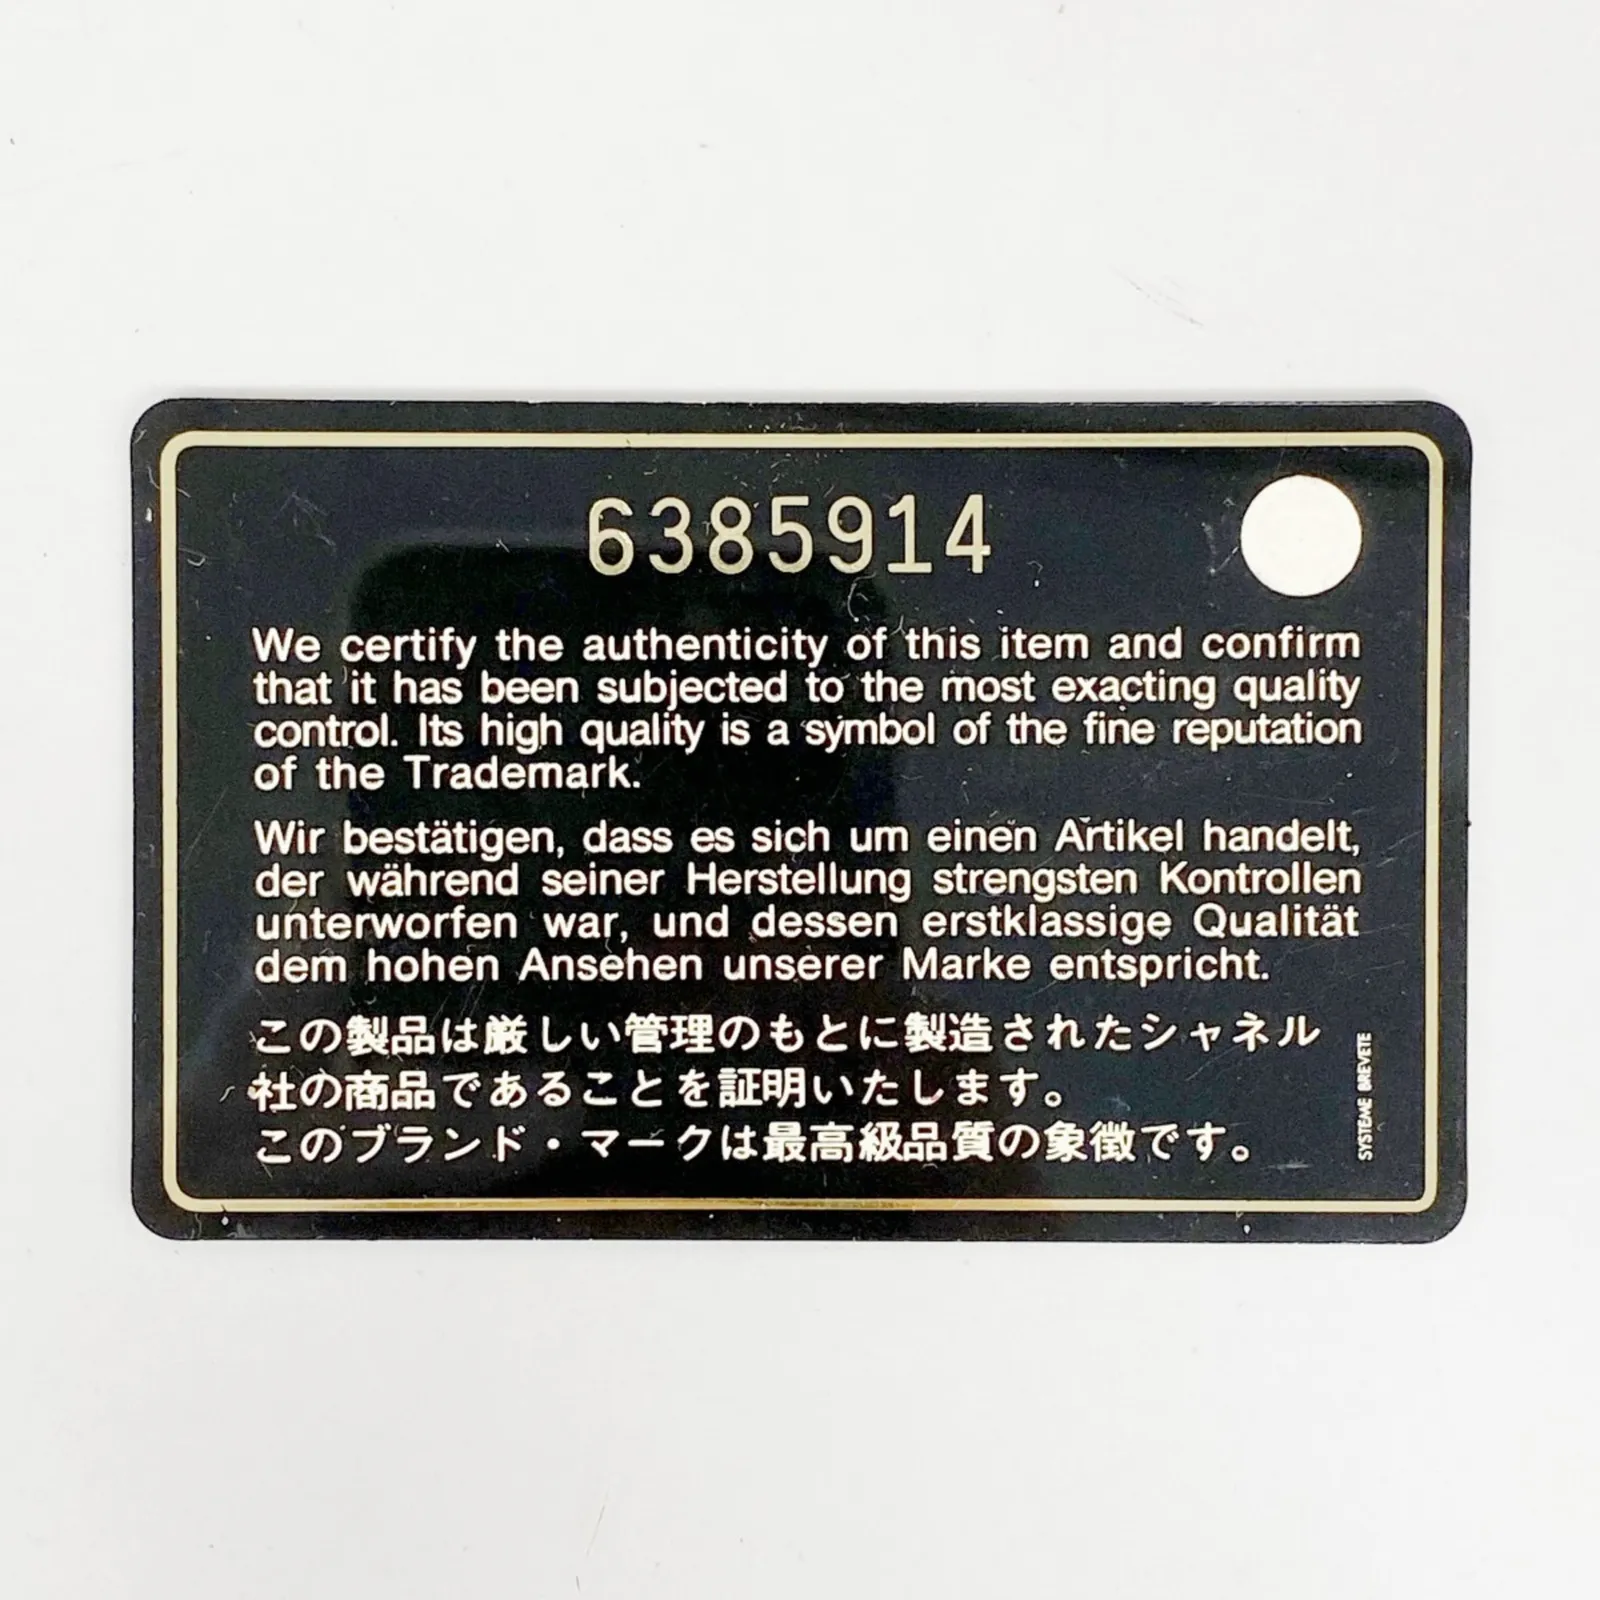 6385914
We certify the authenticity of this item and confirm
that it has been subjected to the most exacting quality
control. Its high quality is a symbol of the fine reputation
of the Trademark.
Wir bestätigen, dass es sich um einen Artikel handelt,
der während seiner Herstellung strengsten Kontrollen
unterworfen war, und dessen erstklassige Qualität
dem hohen Ansehen unserer Marke entspricht.
この製品は厳しい管理のもとに製造されたシャネル
社の商品であることを証明いたします。
このブランド・マークは最高級品質の象徴です。
SYSTEME BREVETE